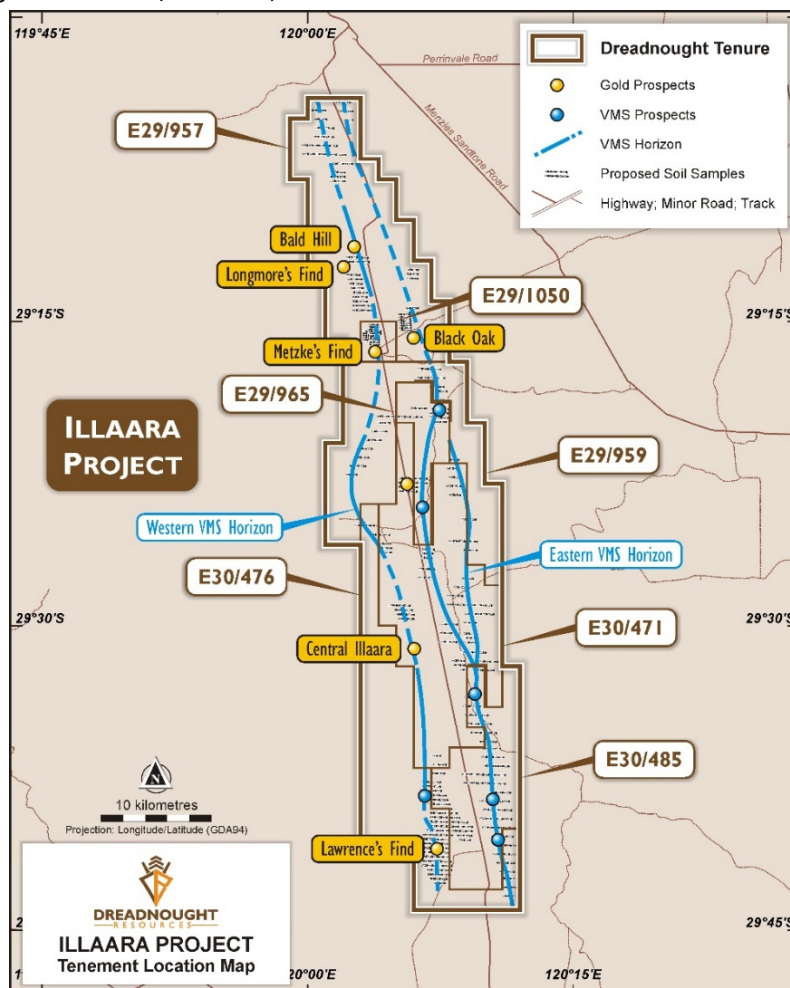 119°45'E
120°00'E
Dreadnought Tenure
Gold Prospects
VMS Prospects
VMS Horizon
Proposed Soil Samples
Highway; Minor Road; Track
Perrinvale Road
Menzies Sandstone Road
E29/957
Bald Hill
Longmore's Find
E29/1050
29°15'S
29°15'S
Black Oak
Metzke's Find
E29/965
ILLAARA
PROJECT
E29/959
Western VMS Horizon
Eastern VMS Horizon
E30/476
29°30'S
29°30'S
E30/471
Central Illaara
E30/485
N
10 kilometres
Projection: Longitude/Latitude (GDA94)
Lawrence's Find
DREADNOUGHT
RESOURCES
ILLAARA PROJECT
Tenement Location Map
29°45'S
120°00'E
120°15'E